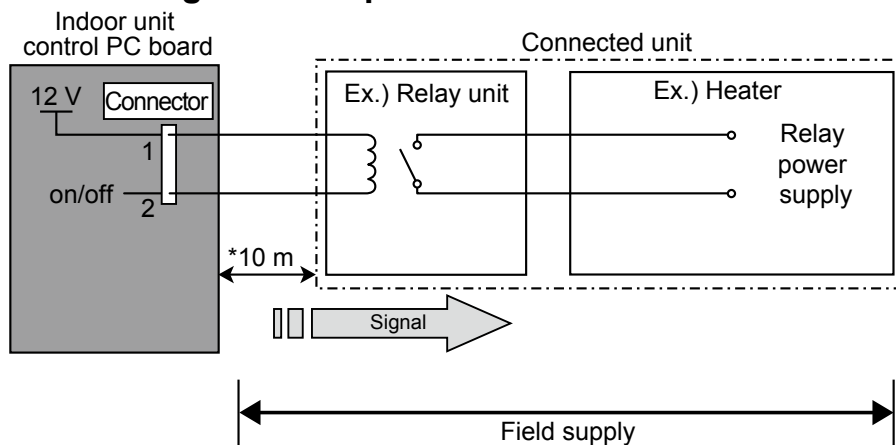 Indoor unit
control PC board
Connected unit
12 V
Connector
Ex.) Relay unit
Ex.) Heater
1
Relay
power
supply
on/off
2
*10 m
Signal
Field supply